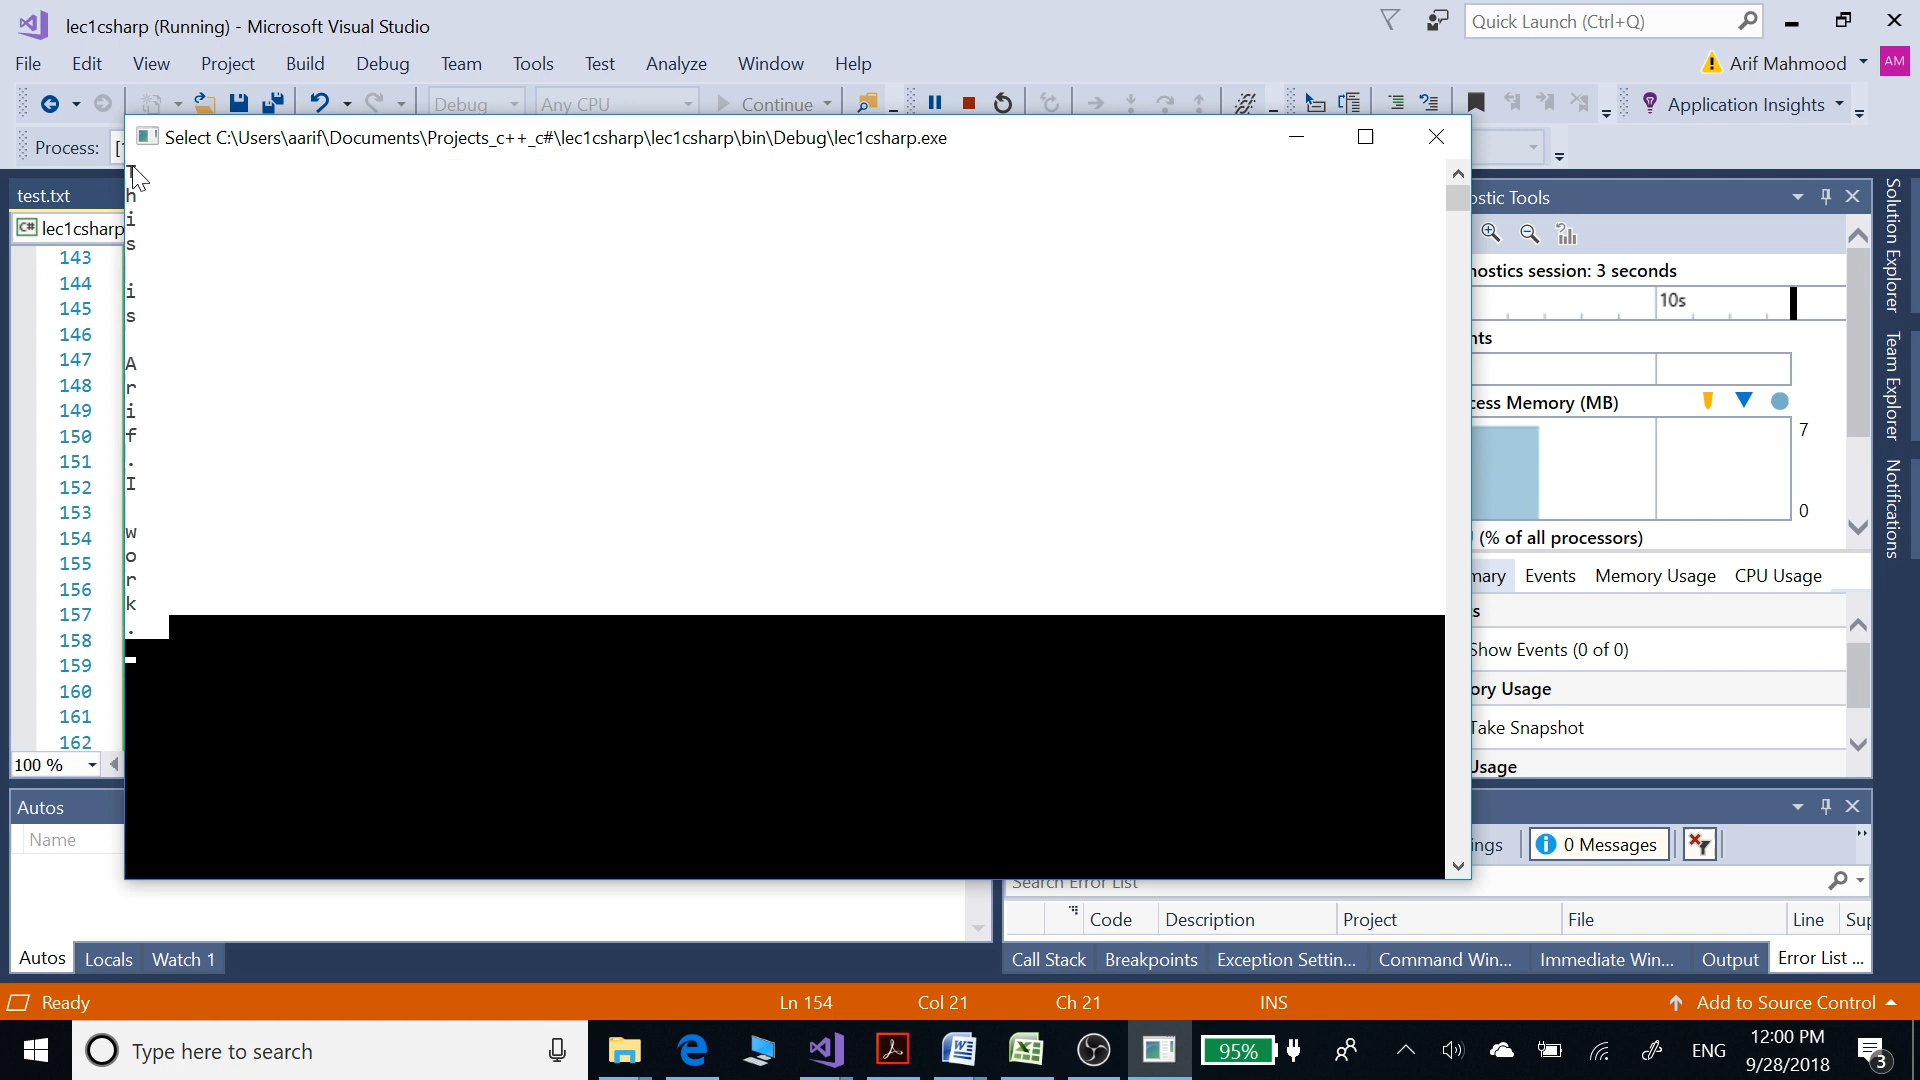 lec1csharp (Running) - Microsoft Visual Studio
Quick Launch (Ctrl+Q)
File Edit View Project Build Debug Team Tools Test Analyze Window Help
Arif Mahmood AM
Debug Any CPU Continue Application Insights
Process: [1
Select C:\Users\aarif\Documents\Projects_c++_c#\lec1csharp\lec1csharp\bin\Debug\lec1csharp.exe
T
h
i
s
i
s
A
r
i
f
.
I
w
o
r
k
.
test.txt
C# lec1csharp
143
144
145
146
147
148
149
150
151
152
153
154
155
156
157
158
159
160
161
162
100 %
ostic Tools
nostics session: 3 seconds
10s
nts
cess Memory (MB)
7
0
(% of all processors)
mary Events Memory Usage CPU Usage
s
Show Events (0 of 0)
ory Usage
Take Snapshot
Usage
Solution Explorer
Team Explorer
Notifications
Autos
Name
Autos Locals Watch 1
ings 0 Messages
Search Error List
Code Description Project File Line Sup
Call Stack Breakpoints Exception Settin... Command Win... Immediate Win... Output Error List ...
Ready Ln 154 Col 21 Ch 21 INS Add to Source Control
Type here to search
95%
ENG
12:00 PM
9/28/2018
3